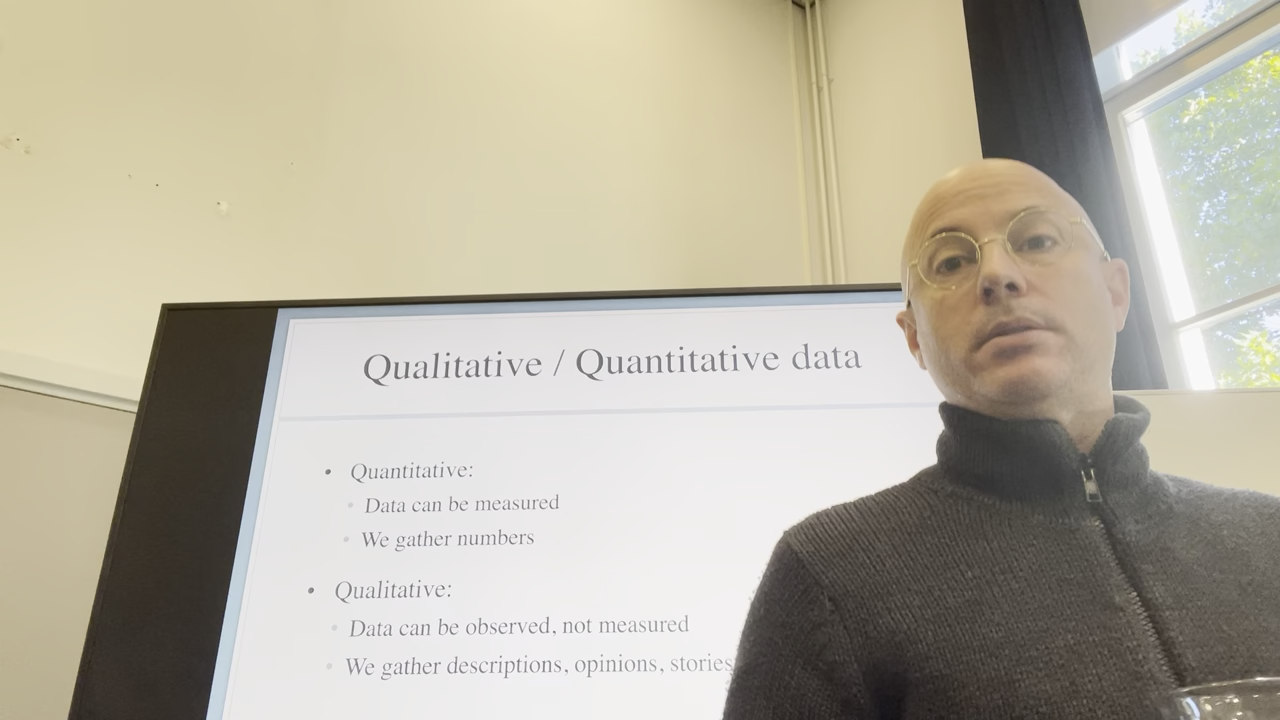 Qualitative / Quantitative data
• Quantitative:
• Data can be measured
• We gather numbers
• Qualitative:
• Data can be observed, not measured
• We gather descriptions, opinions, stories